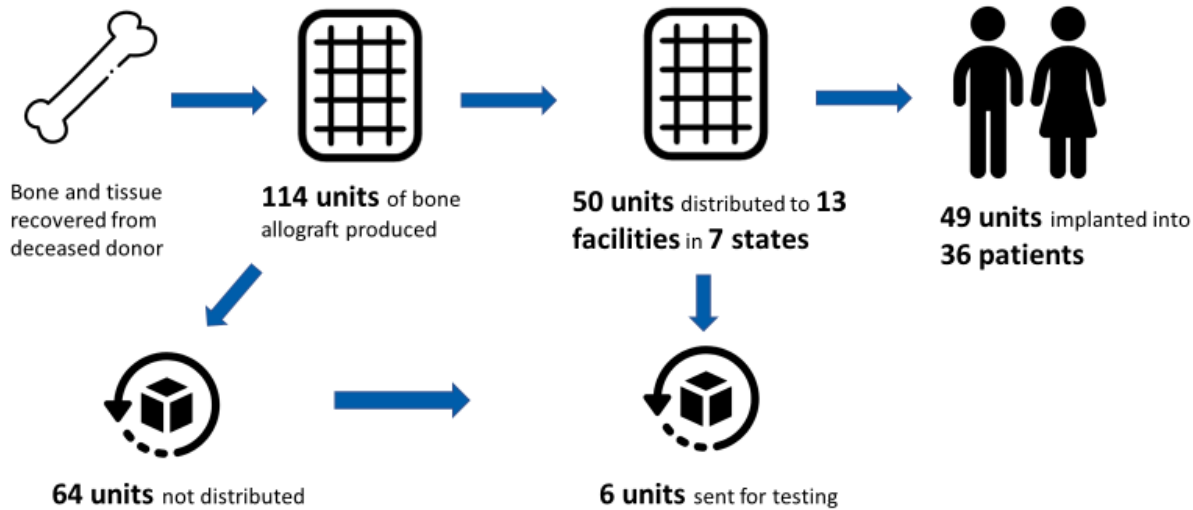 Bone and tissue
recovered from
deceased donor
114 units of bone
allograft produced
50 units distributed to 13
facilities in 7 states
49 units implanted into
36 patients
64 units not distributed
6 units sent for testing